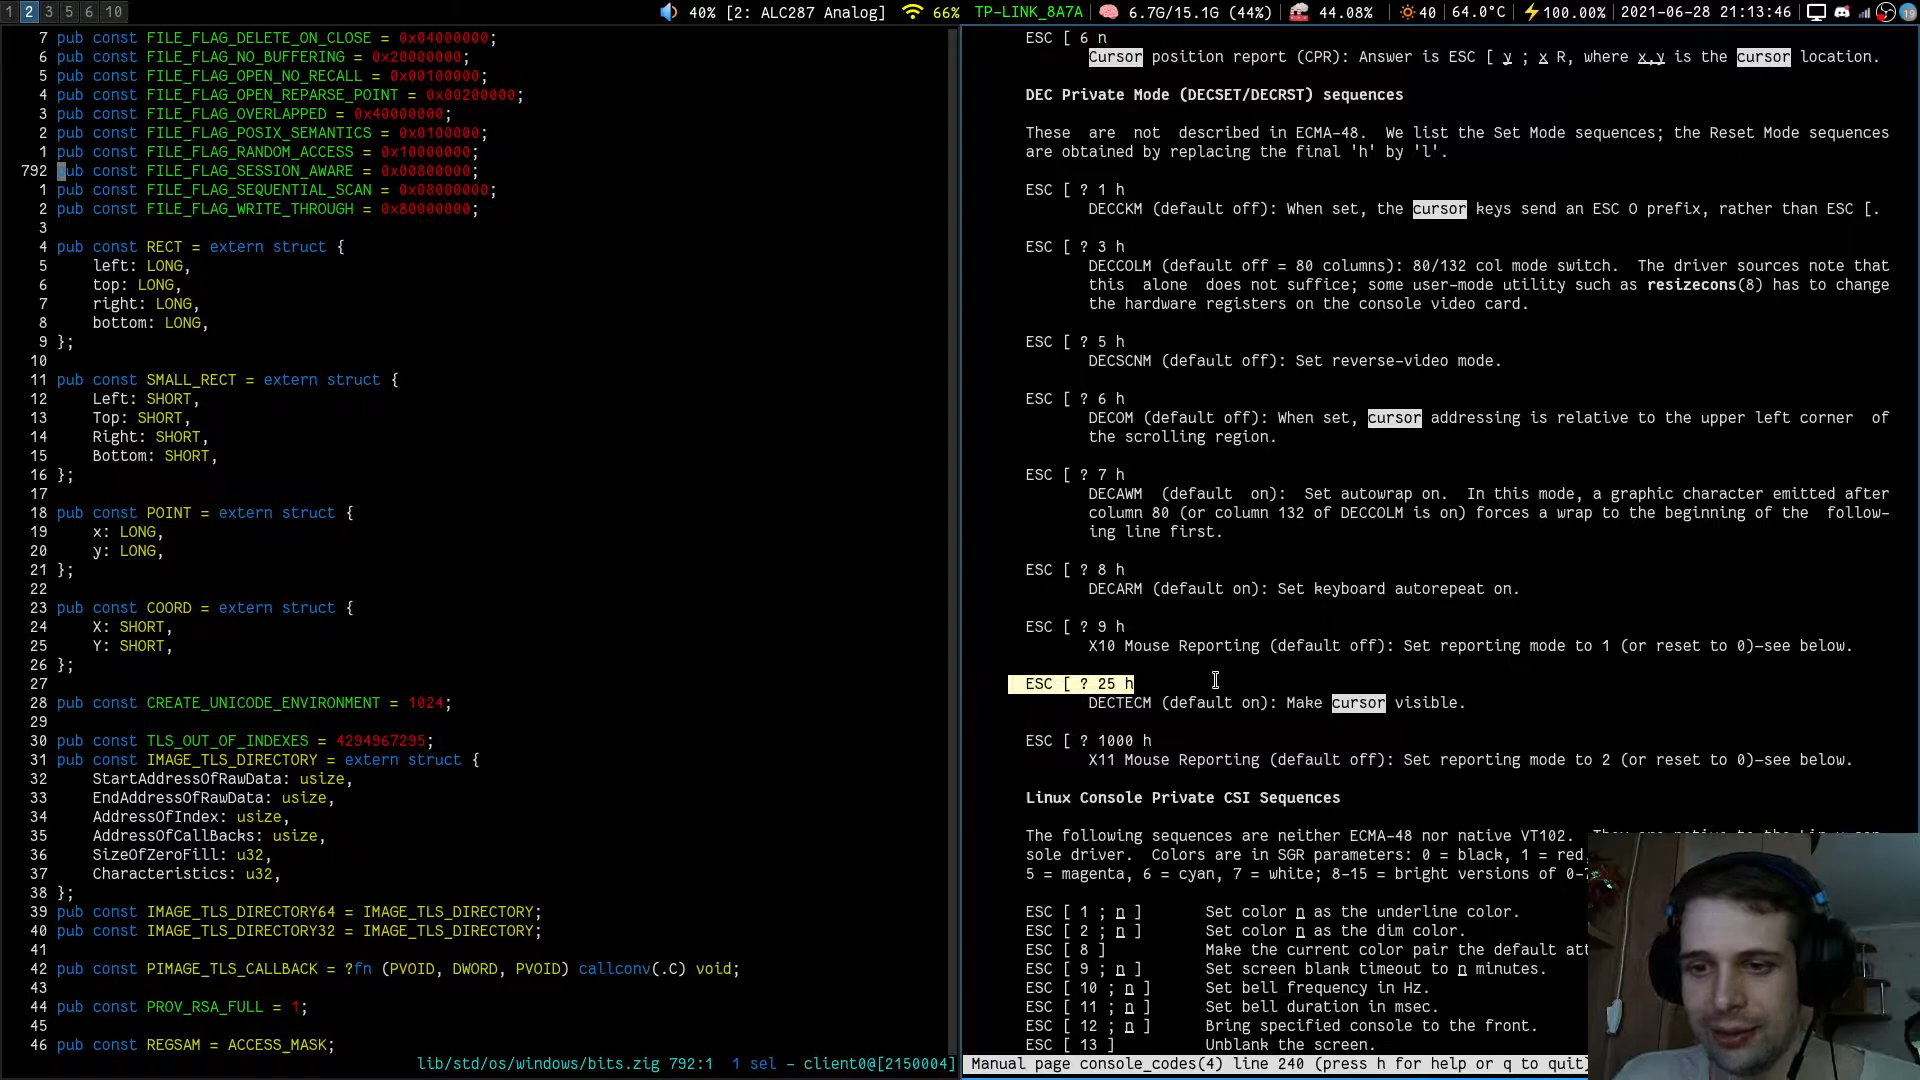 1 2 3 5 6 10
40% [2: ALC287 Analog] 66% TP-LINK_8A7A 6.7G/15.1G (44%) 44.08% 40 64.0°C 100.00% 2021-06-28 21:13:46
7 pub const FILE_FLAG_DELETE_ON_CLOSE = 0x04000000;
6 pub const FILE_FLAG_NO_BUFFERING = 0x20000000;
5 pub const FILE_FLAG_OPEN_NO_RECALL = 0x00100000;
4 pub const FILE_FLAG_OPEN_REPARSE_POINT = 0x00200000;
3 pub const FILE_FLAG_OVERLAPPED = 0x40000000;
2 pub const FILE_FLAG_POSIX_SEMANTICS = 0x0100000;
1 pub const FILE_FLAG_RANDOM_ACCESS = 0x10000000;
792 pub const FILE_FLAG_SESSION_AWARE = 0x00800000;
1 pub const FILE_FLAG_SEQUENTIAL_SCAN = 0x08000000;
2 pub const FILE_FLAG_WRITE_THROUGH = 0x80000000;
3
4 pub const RECT = extern struct {
5 left: LONG,
6 top: LONG,
7 right: LONG,
8 bottom: LONG,
9 };
10
11 pub const SMALL_RECT = extern struct {
12 Left: SHORT,
13 Top: SHORT,
14 Right: SHORT,
15 Bottom: SHORT,
16 };
17
18 pub const POINT = extern struct {
19 x: LONG,
20 y: LONG,
21 };
22
23 pub const COORD = extern struct {
24 X: SHORT,
25 Y: SHORT,
26 };
27
28 pub const CREATE_UNICODE_ENVIRONMENT = 1024;
29
30 pub const TLS_OUT_OF_INDEXES = 4294967295;
31 pub const IMAGE_TLS_DIRECTORY = extern struct {
32 StartAddressOfRawData: usize,
33 EndAddressOfRawData: usize,
34 AddressOfIndex: usize,
35 AddressOfCallBacks: usize,
36 SizeOfZeroFill: u32,
37 Characteristics: u32,
38 };
39 pub const IMAGE_TLS_DIRECTORY64 = IMAGE_TLS_DIRECTORY;
40 pub const IMAGE_TLS_DIRECTORY32 = IMAGE_TLS_DIRECTORY;
41
42 pub const PIMAGE_TLS_CALLBACK = ?fn (PVOID, DWORD, PVOID) callconv(.C) void;
43
44 pub const PROV_RSA_FULL = 1;
45
46 pub const REGSAM = ACCESS_MASK;
lib/std/os/windows/bits.zig 792:1 1 sel - client0@[2150004]
ESC [ 6 n
Cursor position report (CPR): Answer is ESC [ y ; x R, where x,y is the cursor location.
DEC Private Mode (DECSET/DECRST) sequences
These are not described in ECMA-48. We list the Set Mode sequences; the Reset Mode sequences
are obtained by replacing the final 'h' by 'l'.
ESC [ ? 1 h
DECCKM (default off): When set, the cursor keys send an ESC O prefix, rather than ESC [.
ESC [ ? 3 h
DECCOLM (default off = 80 columns): 80/132 col mode switch. The driver sources note that
this alone does not suffice; some user-mode utility such as resizecons(8) has to change
the hardware registers on the console video card.
ESC [ ? 5 h
DECSCNM (default off): Set reverse-video mode.
ESC [ ? 6 h
DECOM (default off): When set, cursor addressing is relative to the upper left corner of
the scrolling region.
ESC [ ? 7 h
DECAWM (default on): Set autowrap on. In this mode, a graphic character emitted after
column 80 (or column 132 of DECCOLM is on) forces a wrap to the beginning of the follow-
ing line first.
ESC [ ? 8 h
DECARM (default on): Set keyboard autorepeat on.
ESC [ ? 9 h
X10 Mouse Reporting (default off): Set reporting mode to 1 (or reset to 0)—see below.
ESC [ ? 25 h
DECTECM (default on): Make cursor visible.
ESC [ ? 1000 h
X11 Mouse Reporting (default off): Set reporting mode to 2 (or reset to 0)—see below.
Linux Console Private CSI Sequences
The following sequences are neither ECMA-48 nor native VT102.
sole driver. Colors are in SGR parameters: 0 = black, 1 = red,
5 = magenta, 6 = cyan, 7 = white; 8-15 = bright versions of 0-
ESC [ 1 ; n ] Set color n as the underline color.
ESC [ 2 ; n ] Set color n as the dim color.
ESC [ 8 ] Make the current color pair the default att
ESC [ 9 ; n ] Set screen blank timeout to n minutes.
ESC [ 10 ; n ] Set bell frequency in Hz.
ESC [ 11 ; n ] Set bell duration in msec.
ESC [ 12 ; n ] Bring specified console to the front.
ESC [ 13 ] Unblank the screen.
Manual page console_codes(4) line 240 (press h for help or q to quit)